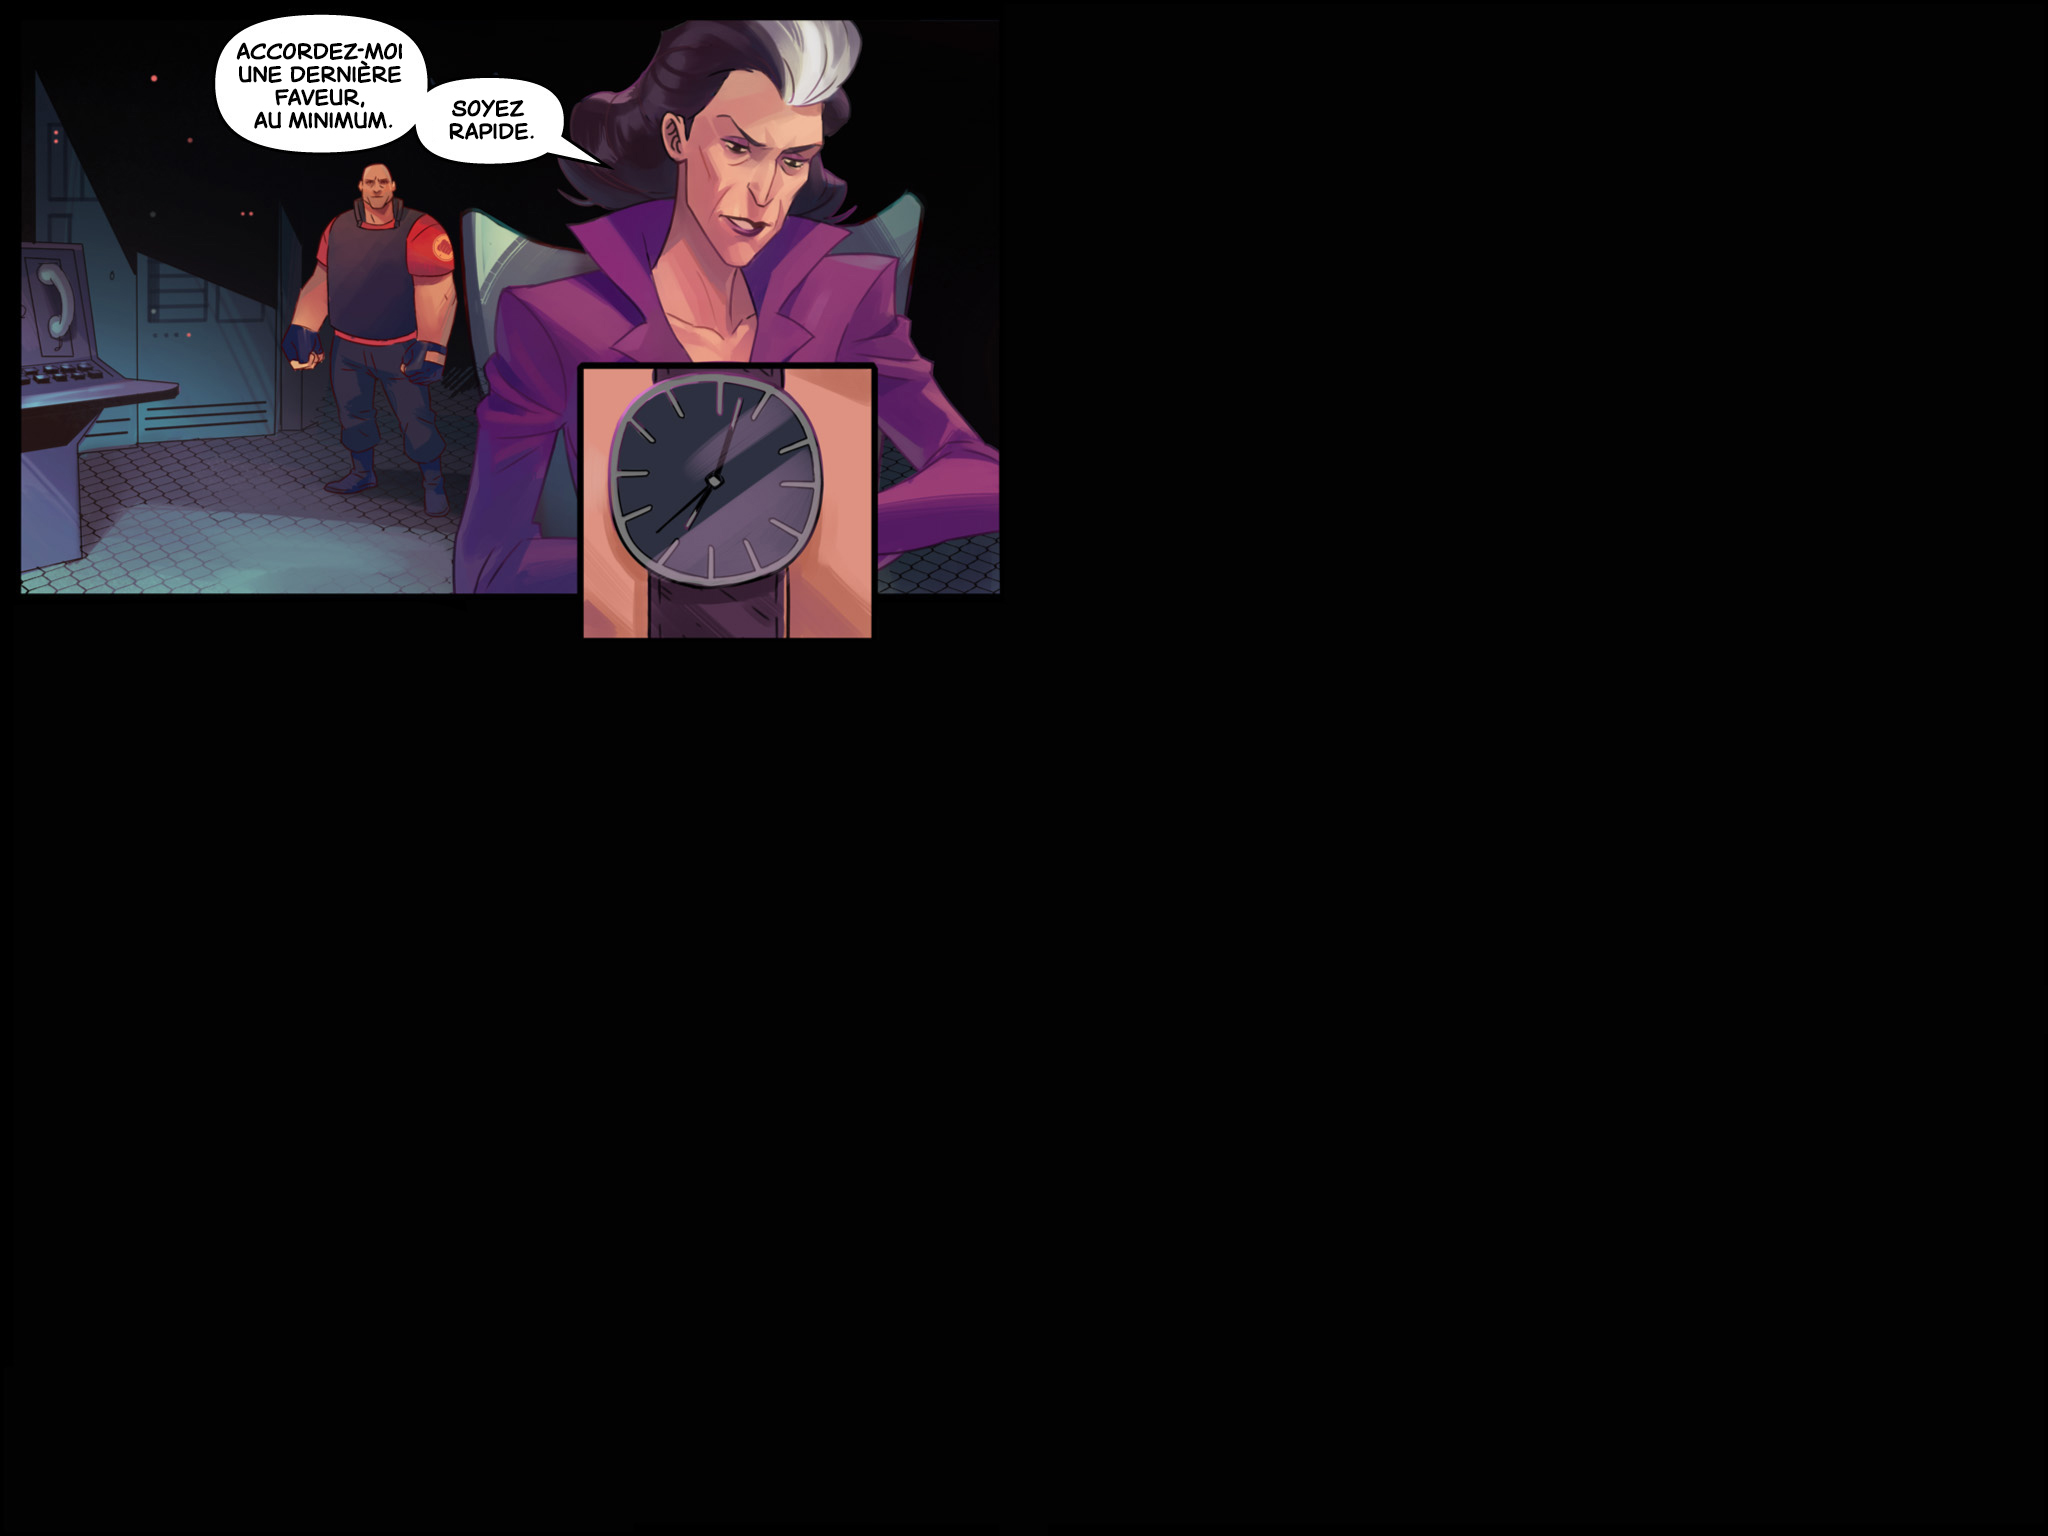 ACCORDEZ-MOI
UNE DERNIÈRE
FAVEUR,
AU MINIMUM.
SOYEZ
RAPIDE.